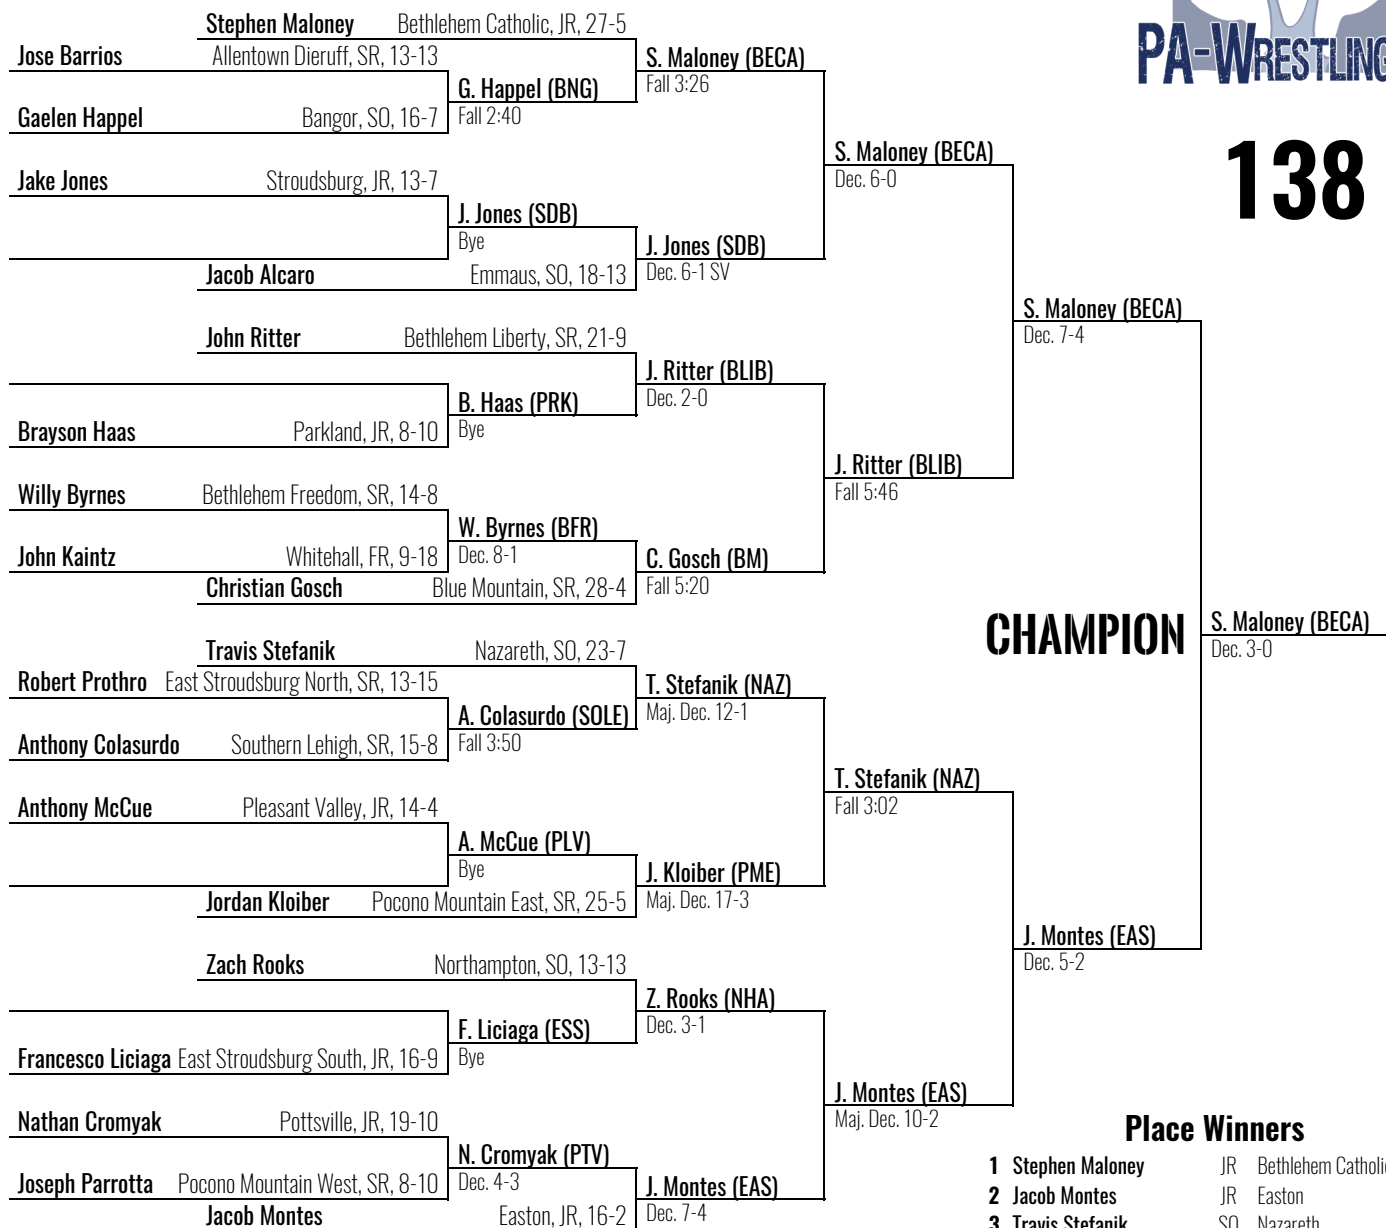 Stephen Maloney Bethlehem Catholic, JR, 27-5
Jose Barrios Allentown Dieruff, SR, 13-13
S. Maloney (BECA)
Fall 3:26
G. Happel (BNG)
Fall 2:40
Gaelen Happel Bangor, SO, 16-7
PA-WRESTLING
S. Maloney (BECA)
Dec. 6-0
138
Jake Jones Stroudsburg, JR, 13-7
J. Jones (SDB)
Bye
J. Jones (SDB)
Dec. 6-1 SV
Jacob Alcaro Emmaus, SO, 18-13
S. Maloney (BECA)
Dec. 7-4
John Ritter Bethlehem Liberty, SR, 21-9
J. Ritter (BLIB)
Dec. 2-0
B. Haas (PRK)
Bye
Brayson Haas Parkland, JR, 8-10
J. Ritter (BLIB)
Fall 5:46
Willy Byrnes Bethlehem Freedom, SR, 14-8
W. Byrnes (BFR)
Dec. 8-1
John Kaintz Whitehall, FR, 9-18
C. Gosch (BM)
Fall 5:20
Christian Gosch Blue Mountain, SR, 28-4
CHAMPION
S. Maloney (BECA)
Dec. 3-0
Travis Stefanik Nazareth, SO, 23-7
Robert Prothro East Stroudsburg North, SR, 13-15
T. Stefanik (NAZ)
Maj. Dec. 12-1
A. Colasurdo (SOLE)
Fall 3:50
Anthony Colasurdo Southern Lehigh, SR, 15-8
T. Stefanik (NAZ)
Fall 3:02
Anthony McCue Pleasant Valley, JR, 14-4
A. McCue (PLV)
Bye
J. Kloiber (PME)
Maj. Dec. 17-3
Jordan Kloiber Pocono Mountain East, SR, 25-5
J. Montes (EAS)
Dec. 5-2
Zach Rooks Northampton, SO, 13-13
Z. Rooks (NHA)
Dec. 3-1
F. Liciaga (ESS)
Bye
Francesco Liciaga East Stroudsburg South, JR, 16-9
J. Montes (EAS)
Maj. Dec. 10-2
Nathan Cromyak Pottsville, JR, 19-10
N. Cromyak (PTV)
Dec. 4-3
Joseph Parrotta Pocono Mountain West, SR, 8-10
J. Montes (EAS)
Dec. 7-4
Jacob Montes Easton, JR, 16-2
Place Winners
1 Stephen Maloney JR Bethlehem Catholic
2 Jacob Montes JR Easton
3 Travis Stefanik SO Nazareth